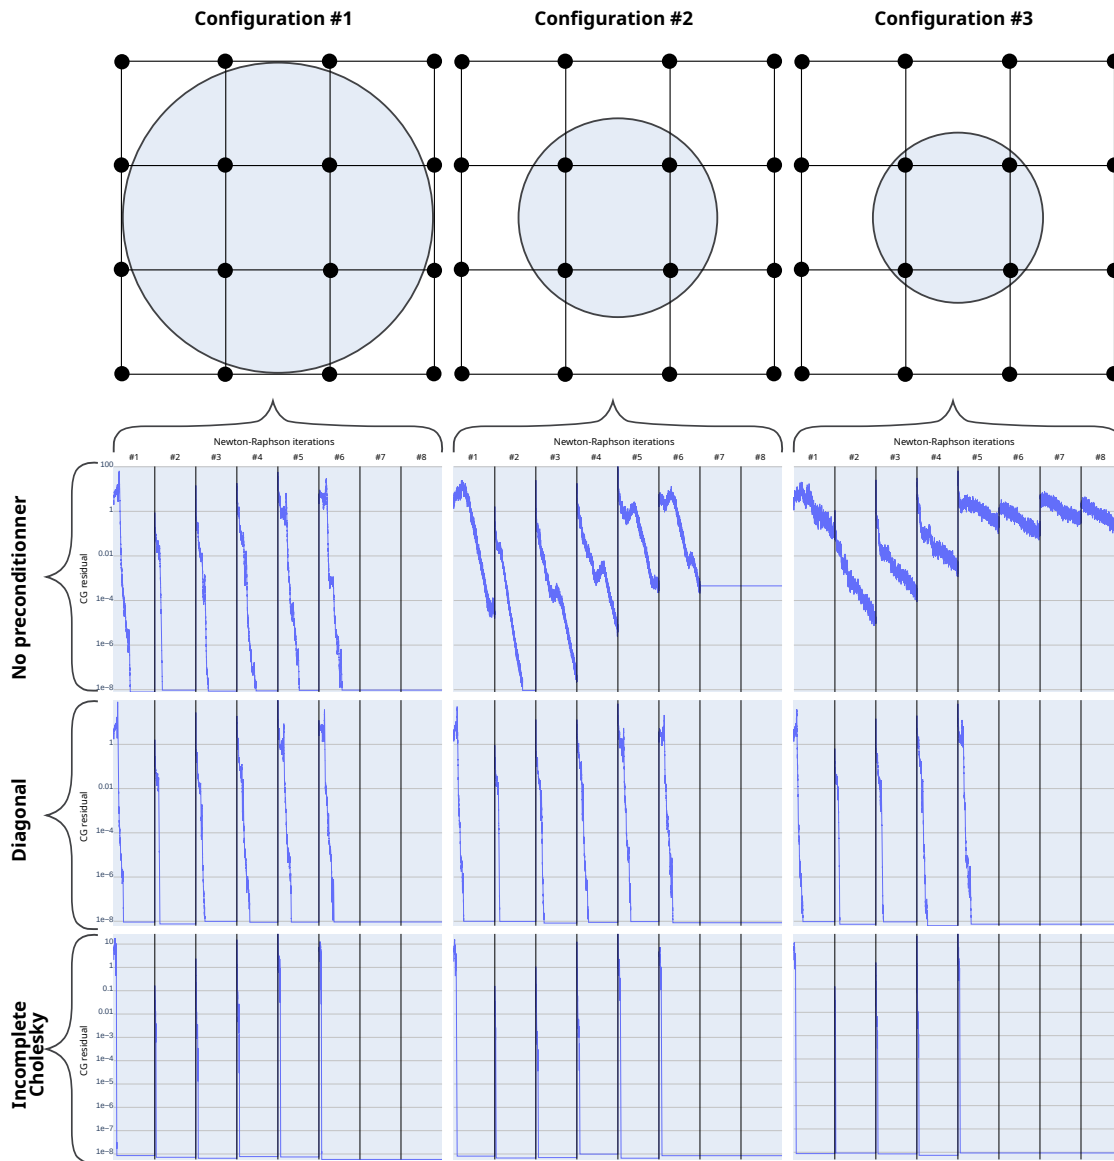 Configuration #1
Configuration #2
Configuration #3
Newton-Raphson iterations
Newton-Raphson iterations
Newton-Raphson iterations
#1 #2 #3 #4 #5 #6 #7 #8
#1 #2 #3 #4 #5 #6 #7 #8
#1 #2 #3 #4 #5 #6 #7 #8
No preconditioner
CG residual
100
1
0.01
1e−4
1e−6
1e−8
Diagonal
CG residual
1
0.01
1e−4
1e−6
1e−8
Incomplete
Cholesky
CG residual
10
1
0.1
0.01
1e−3
1e−4
1e−5
1e−6
1e−7
1e−8